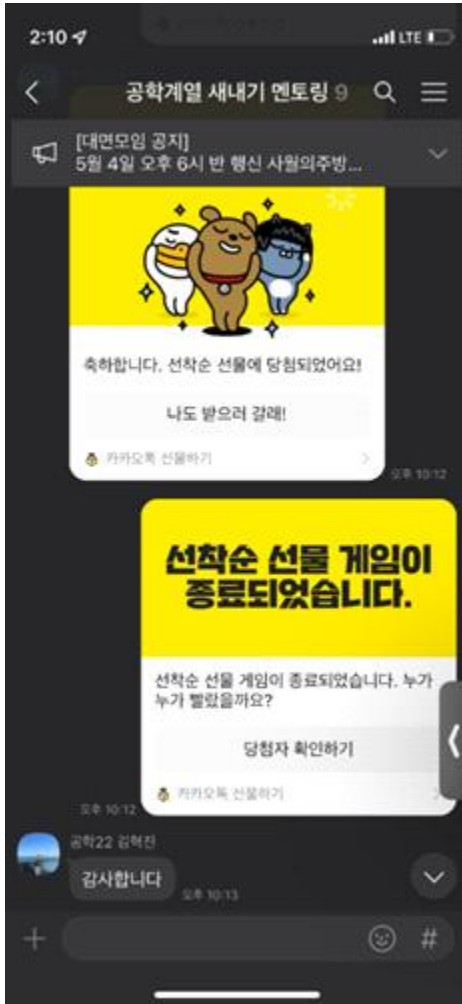 2:10
LTE
공학계열 새내기 멘토링 9
[대면모임 공지]
5월 4일 오후 6시 반 행신 사월의주방...
축하합니다. 선착순 선물에 당첨되었어요!
나도 받으러 갈래!
카카오톡 선물하기
오후 10:12
선착순 선물 게임이
종료되었습니다.
선착순 선물 게임이 종료되었습니다. 누가
누가 빨랐을까요?
당첨자 확인하기
카카오톡 선물하기
오후 10:12
공학22 김혁진
감사합니다
오후 10:13
+
#